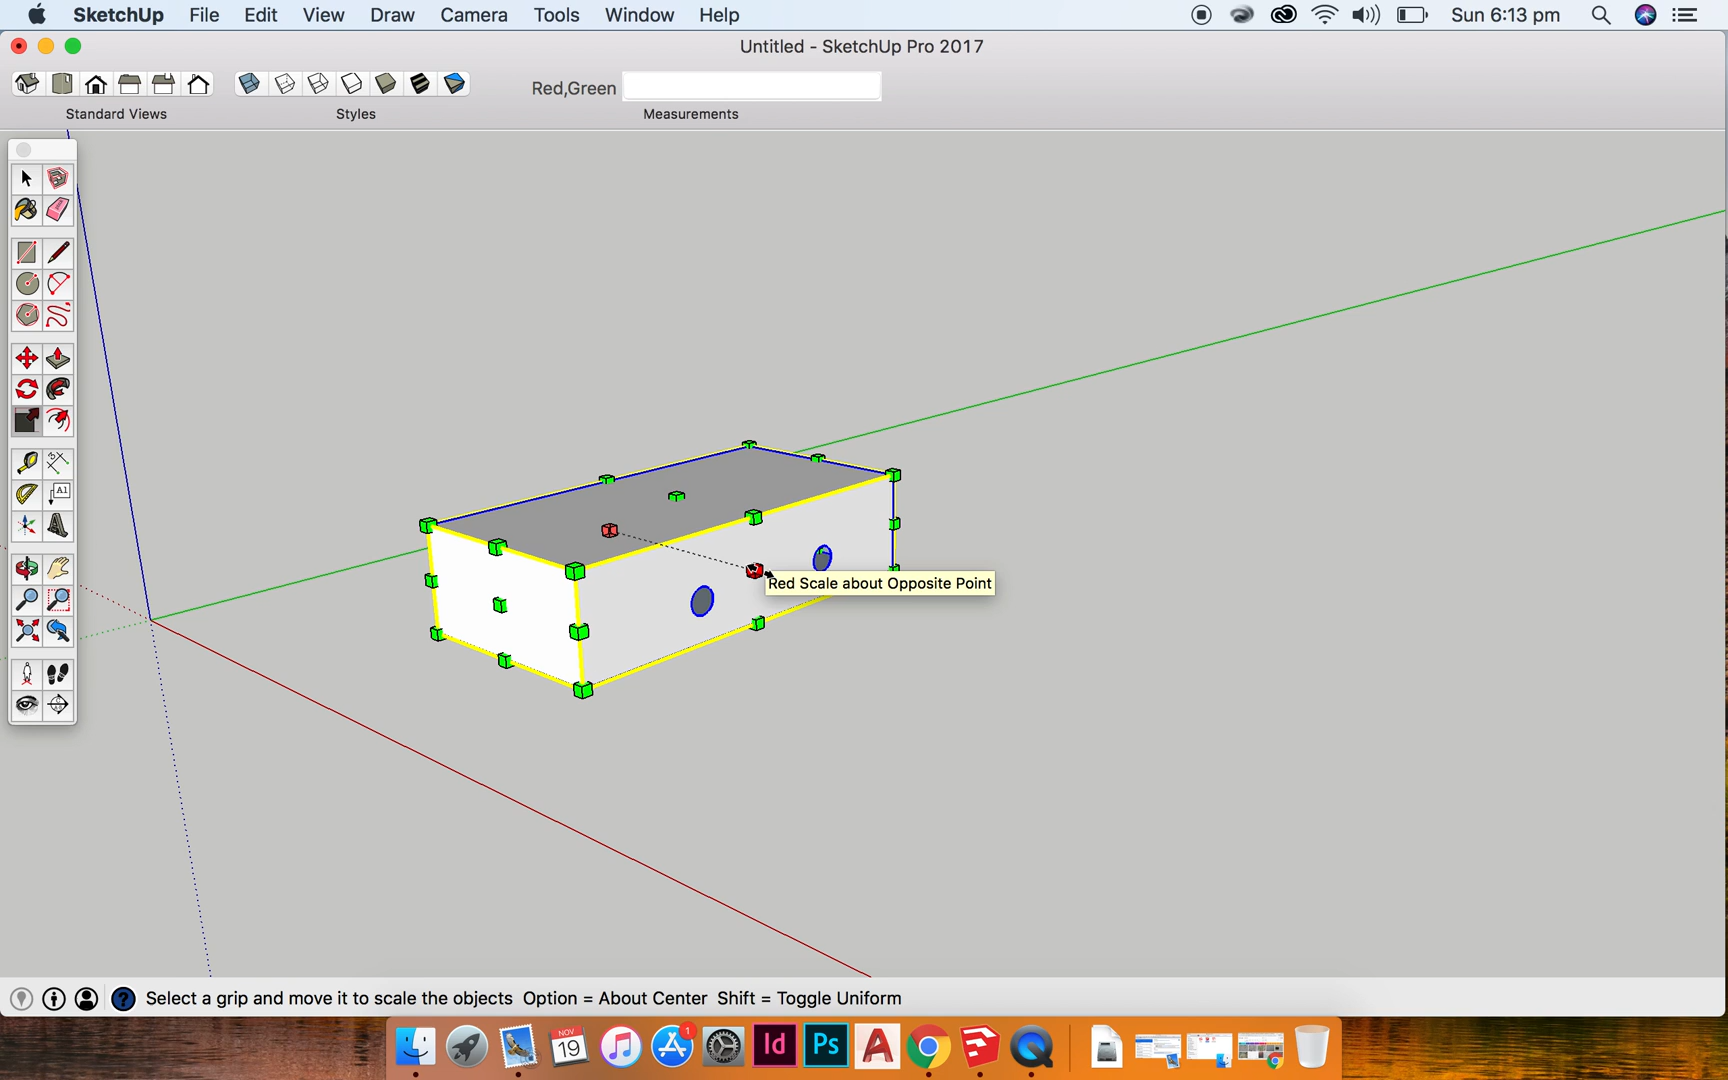 SketchUp File Edit View Draw Camera Tools Window Help Sun 6:13 pm
Untitled - SketchUp Pro 2017
Red,Green
Standard Views Styles Measurements
A1
Red Scale about Opposite Point
Select a grip and move it to scale the objects Option = About Center Shift = Toggle Uniform
NOV
19
1
Id
Ps